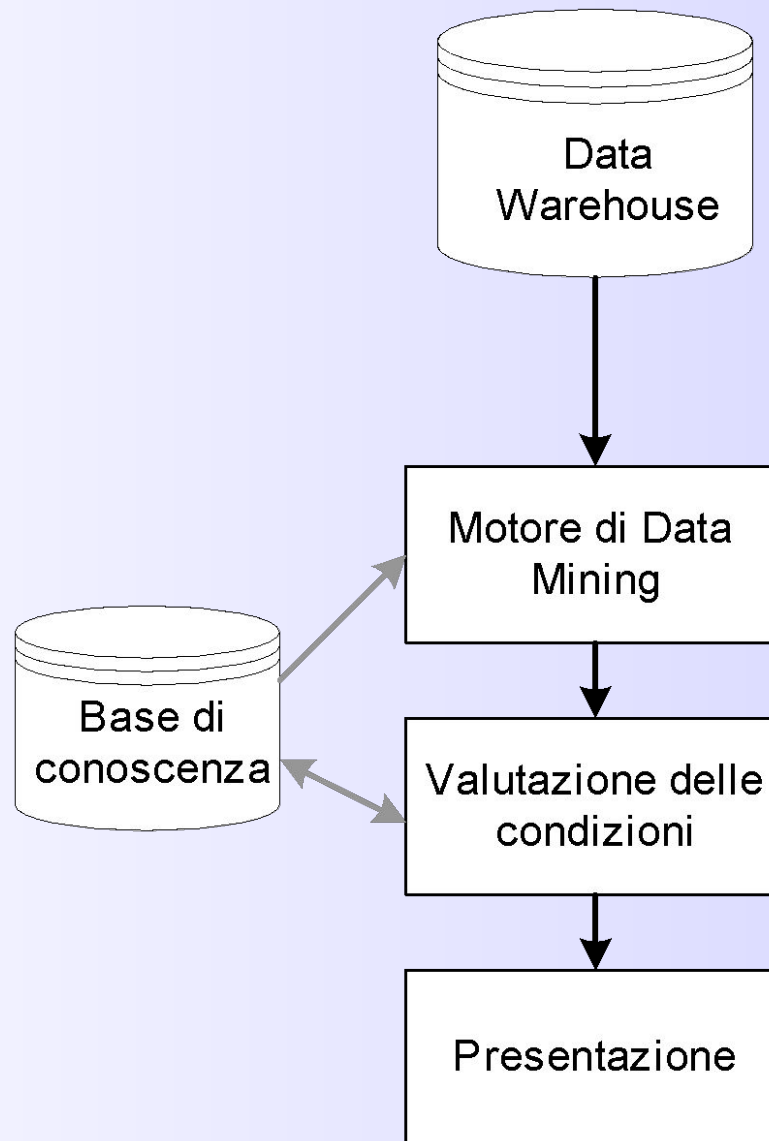 Data
Warehouse
Motore di Data
Mining
Base di
conoscenza
Valutazione delle
condizioni
Presentazione